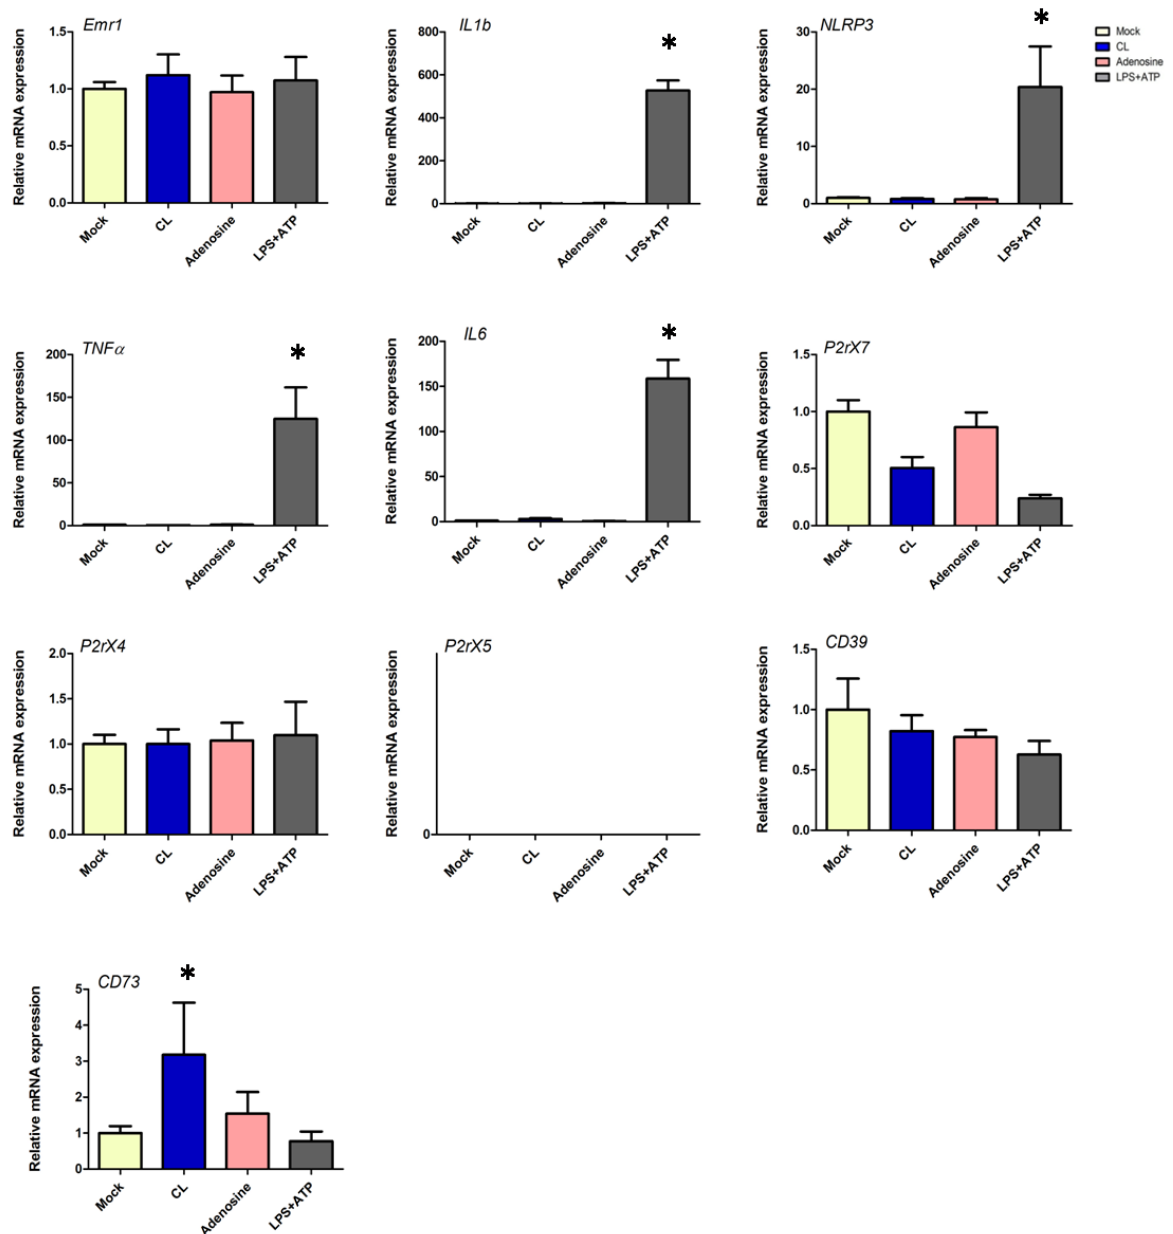 Emr1
Relative mRNA expression
1.5
1.0
0.5
0.0
Mock
CL
Adenosine
LPS+ATP
IL1b
*
Relative mRNA expression
800
600
400
200
0
Mock
CL
Adenosine
LPS+ATP
NLRP3
*
Relative mRNA expression
30
20
10
0
Mock
CL
Adenosine
LPS+ATP
Mock
CL
Adenosine
LPS+ATP
TNFα
*
Relative mRNA expression
200
150
100
50
0
Mock
CL
Adenosine
LPS+ATP
IL6
*
Relative mRNA expression
200
150
100
50
0
Mock
CL
Adenosine
LPS+ATP
P2rX7
Relative mRNA expression
1.5
1.0
0.5
0.0
Mock
CL
Adenosine
LPS+ATP
P2rX4
Relative mRNA expression
2.0
1.5
1.0
0.5
0.0
Mock
CL
Adenosine
LPS+ATP
P2rX5
Relative mRNA expression
0
Mock
CL
Adenosine
LPS+ATP
CD39
Relative mRNA expression
1.5
1.0
0.5
0.0
Mock
CL
Adenosine
LPS+ATP
CD73
*
Relative mRNA expression
5
4
3
2
1
0
Mock
CL
Adenosine
LPS+ATP